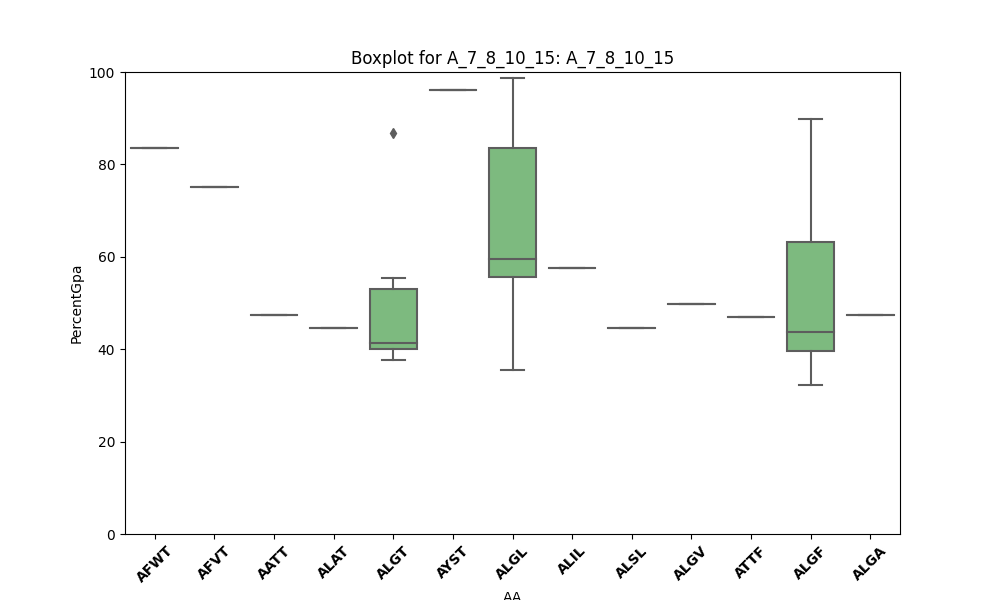 Boxplot for A_7_8_10_15: A_7_8_10_15
100
80
60
40
20
0
PercentGpa
AFWT
AFVT
AATT
ALAT
ALGT
AYST
ALGL
ALIL
ALSL
ALGV
ATTF
ALGF
ALGA
AA